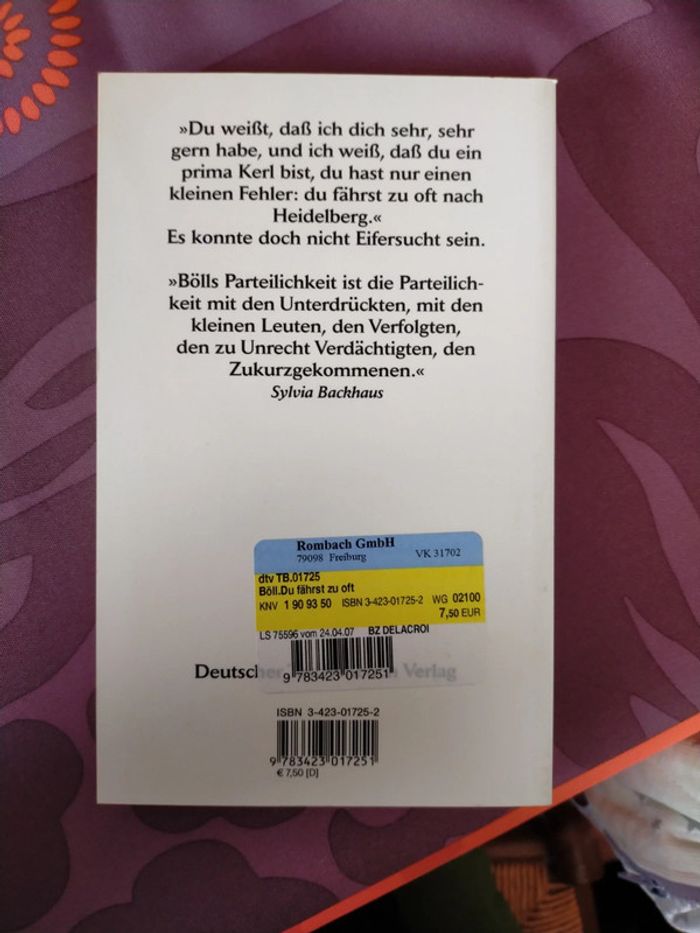 »Du weißt, daß ich dich sehr, sehr
gern habe, und ich weiß, daß du ein
prima Kerl bist, du hast nur einen
kleinen Fehler: du fährst zu oft nach
Heidelberg.«
Es konnte doch nicht Eifersucht sein.
»Bölls Parteilichkeit ist die Parteilich-
keit mit den Unterdrückten, mit den
kleinen Leuten, den Verfolgten,
den zu Unrecht Verdächtigten, den
Zukurzgekommenen.«
Sylvia Backhaus
Rombach GmbH
79098 Freiburg VK 31702
dtv TB.01725
Böll.Du fährst zu oft
KNV 1 90 93 50 ISBN 3-423-01725-2 WG 02100
7,50 EUR
LS 75596 vom 24.04.07 BZ DELACROI
9 783423 017251
Deutscher Verlag
ISBN 3-423-01725-2
9 783423 017251
€ 7,50 [D]